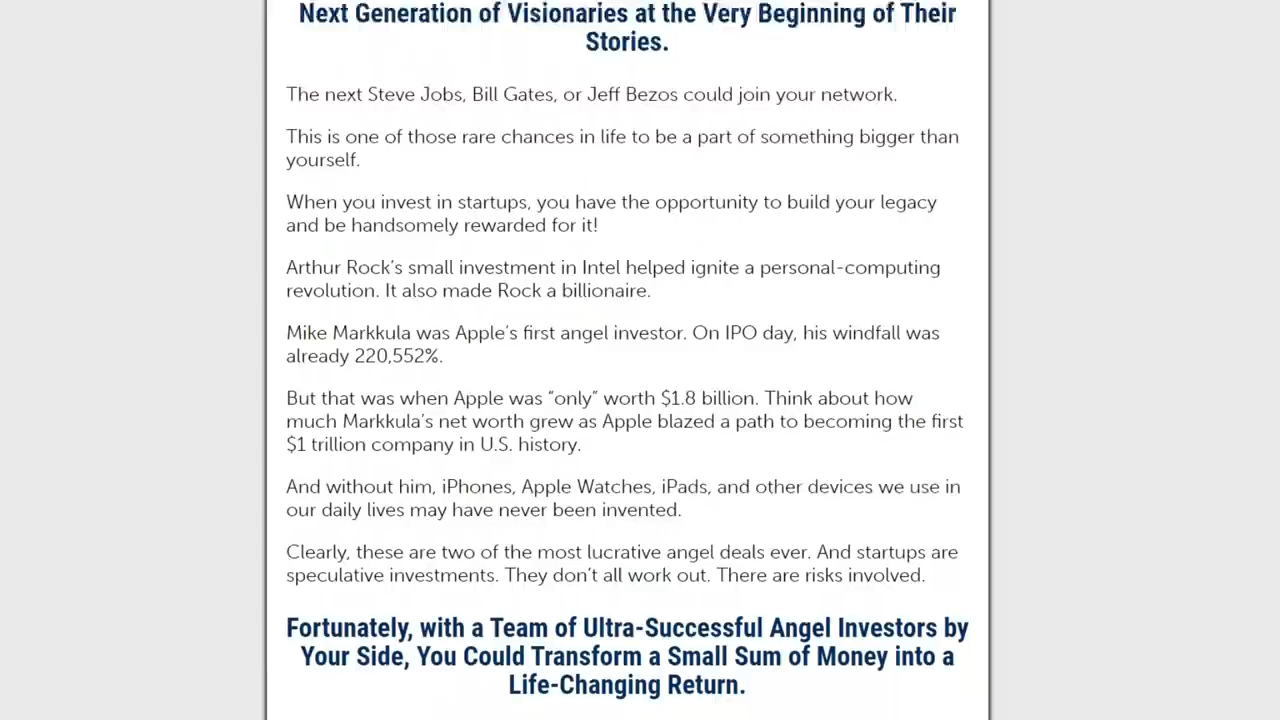 Next Generation of Visionaries at the Very Beginning of Their
Stories.
The next Steve Jobs, Bill Gates, or Jeff Bezos could join your network.
This is one of those rare chances in life to be a part of something bigger than
yourself.
When you invest in startups, you have the opportunity to build your legacy
and be handsomely rewarded for it!
Arthur Rock's small investment in Intel helped ignite a personal-computing
revolution. It also made Rock a billionaire.
Mike Markkula was Apple's first angel investor. On IPO day, his windfall was
already 220,552%.
But that was when Apple was “only” worth $1.8 billion. Think about how
much Markkula's net worth grew as Apple blazed a path to becoming the first
$1 trillion company in U.S. history.
And without him, iPhones, Apple Watches, iPads, and other devices we use in
our daily lives may have never been invented.
Clearly, these are two of the most lucrative angel deals ever. And startups are
speculative investments. They don't all work out. There are risks involved.
Fortunately, with a Team of Ultra-Successful Angel Investors by
Your Side, You Could Transform a Small Sum of Money into a
Life-Changing Return.